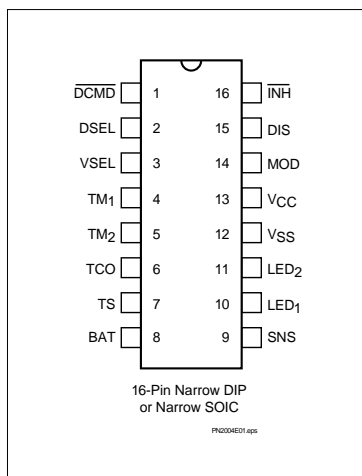 DCMD 1 16 INH
DSEL 2 15 DIS
VSEL 3 14 MOD
TM1 4 13 VCC
TM2 5 12 VSS
TCO 6 11 LED2
TS 7 10 LED1
BAT 8 9 SNS
16-Pin Narrow DIP
or Narrow SOIC
PN2004E01.eps